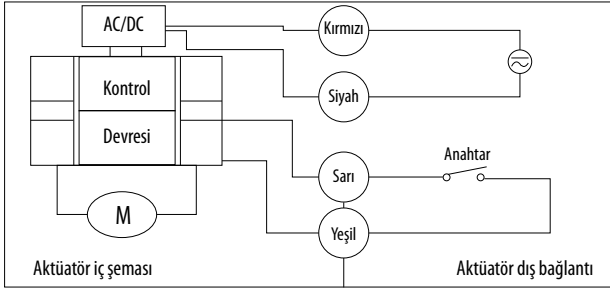 AC/DC
Kırmızı
Kontrol
Siyah
Devresi
Anahtar
Sarı
M
Yeşil
Aktüatör iç şeması
Aktüatör dış bağlantı